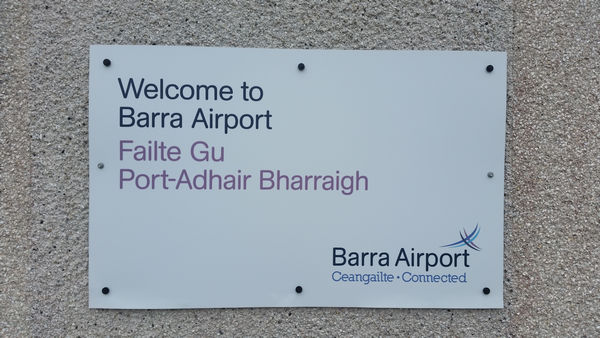 Welcome to
Barra Airport
Failte Gu
Port-Adhair Bharraigh
Barra Airport
Ceangailte · Connected